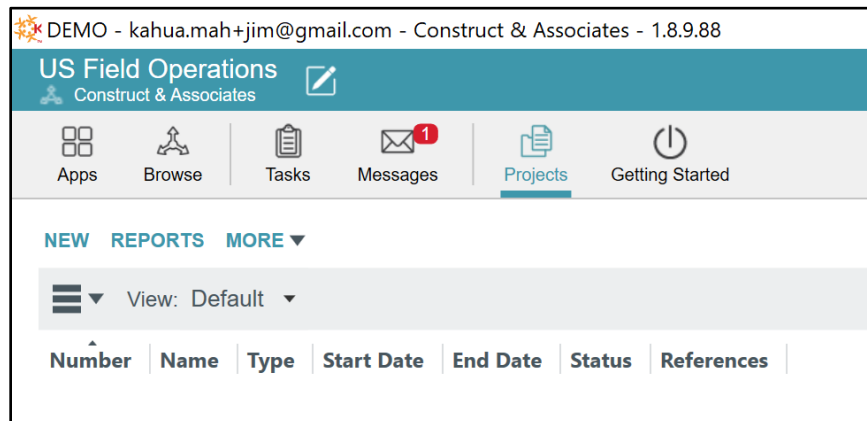 DEMO - kahua.mah+jim@gmail.com - Construct & Associates - 1.8.9.88
US Field Operations
Construct & Associates
1
Apps Browse Tasks Messages Projects Getting Started
NEW REPORTS MORE
View: Default
Number Name Type Start Date End Date Status References